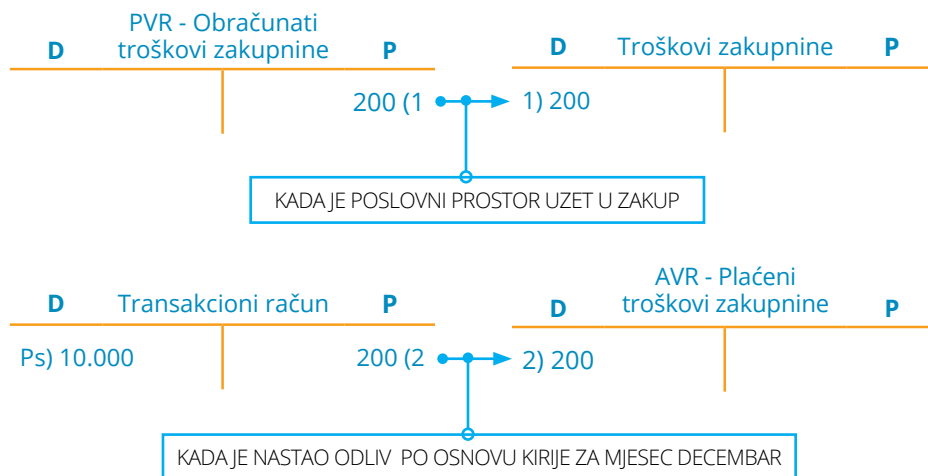 PVR - Obračunati
troškovi zakupnine
D
P
D
Troškovi zakupnine
P
200 (1
1) 200
KADA JE POSLOVNI PROSTOR UZET U ZAKUP
D
Transakcioni račun
P
AVR - Plaćeni
troškovi zakupnine
D
P
Ps) 10.000
200 (2
2) 200
KADA JE NASTAO ODLIV PO OSNOVU KIRIJE ZA MJESEC DECEMBAR